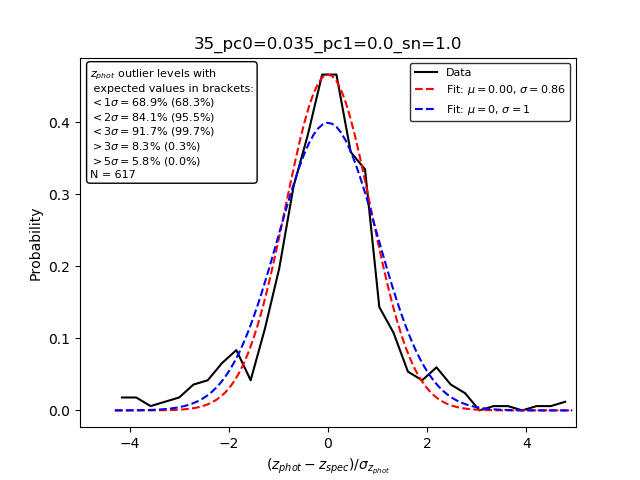 35_pc0=0.035_pc1=0.0_sn=1.0
z_phot outlier levels with
expected values in brackets:
< 1σ = 68.9% (68.3%)
< 2σ = 84.1% (95.5%)
< 3σ = 91.7% (99.7%)
> 3σ = 8.3% (0.3%)
> 5σ = 5.8% (0.0%)
N = 617
Data
Fit: μ = 0.00, σ = 0.86
Fit: μ = 0, σ = 1
Probability
0.4
0.3
0.2
0.1
0.0
−4
−2
0
2
4
(z_phot − z_spec)/σ_z_phot